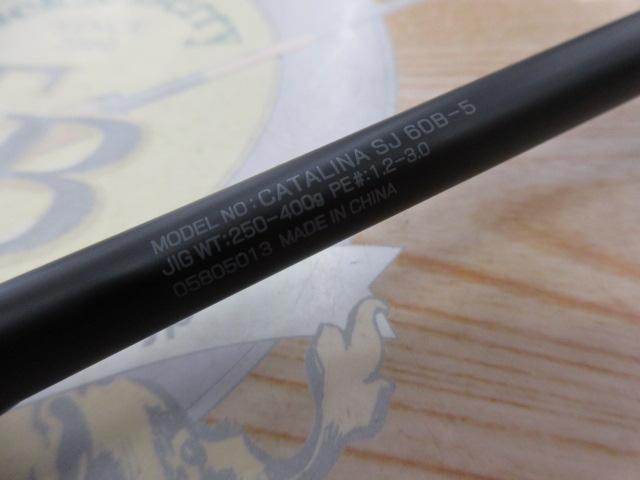 MODEL NO:CATALINA SJ 60B-5
JIG WT:250-400g PE#:1.2-3.0
05805013 MADE IN CHINA